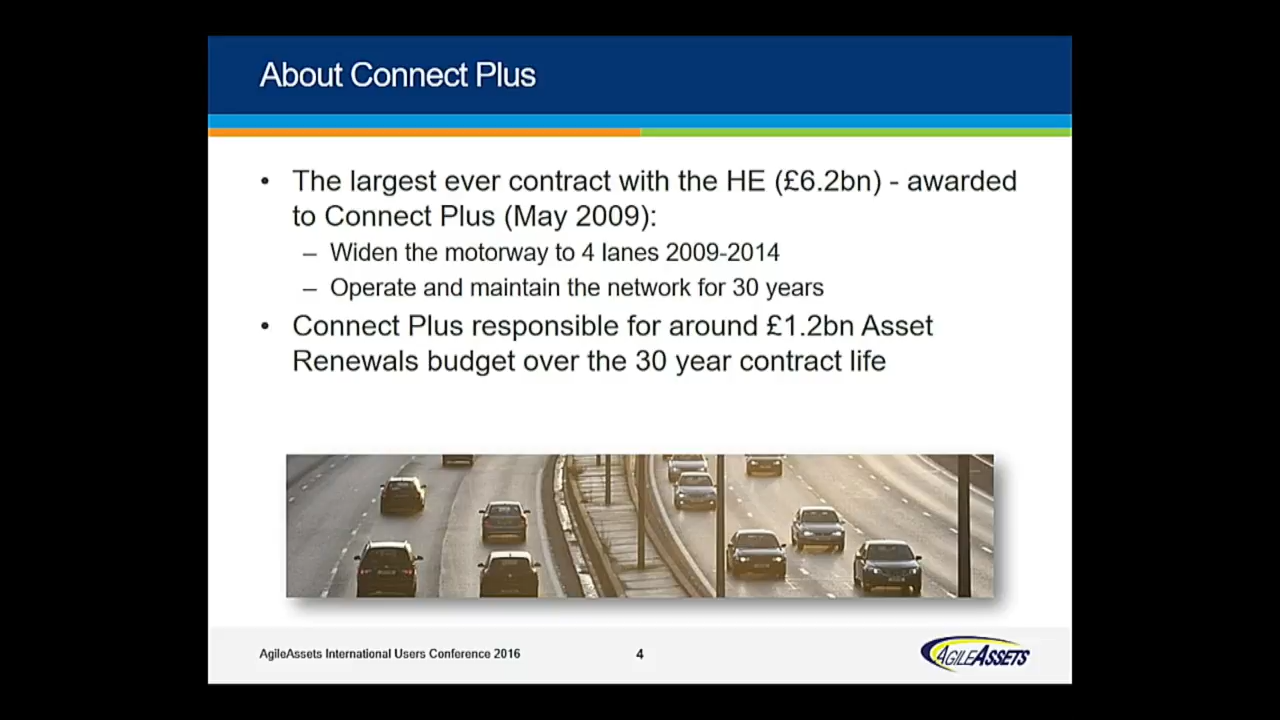 About Connect Plus
• The largest ever contract with the HE (£6.2bn) - awarded
to Connect Plus (May 2009):
– Widen the motorway to 4 lanes 2009-2014
– Operate and maintain the network for 30 years
• Connect Plus responsible for around £1.2bn Asset
Renewals budget over the 30 year contract life
AgileAssets International Users Conference 2016
4
AGILEASSETS